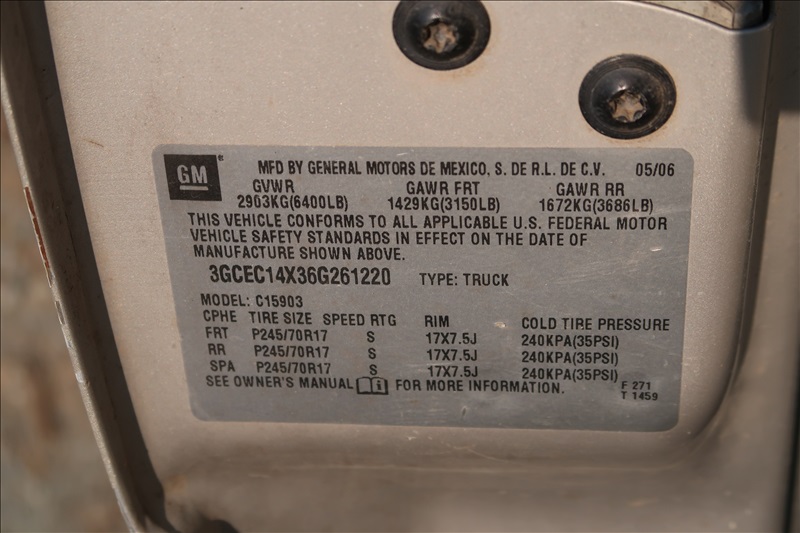 GM MFD BY GENERAL MOTORS DE MEXICO, S. DE R.L. DE C.V. 05/06
GVWR GAWR FRT GAWR RR
2903KG(6400LB) 1429KG(3150LB) 1672KG(3686LB)
THIS VEHICLE CONFORMS TO ALL APPLICABLE U.S. FEDERAL MOTOR
VEHICLE SAFETY STANDARDS IN EFFECT ON THE DATE OF
MANUFACTURE SHOWN ABOVE.
3GCEC14X36G261220 TYPE: TRUCK
MODEL: C15903
CPHE TIRE SIZE SPEED RTG RIM COLD TIRE PRESSURE
FRT P245/70R17 S 17X7.5J 240KPA(35PSI)
RR P245/70R17 S 17X7.5J 240KPA(35PSI)
SPA P245/70R17 S 17X7.5J 240KPA(35PSI)
SEE OWNER'S MANUAL FOR MORE INFORMATION.
F 271
T 1459